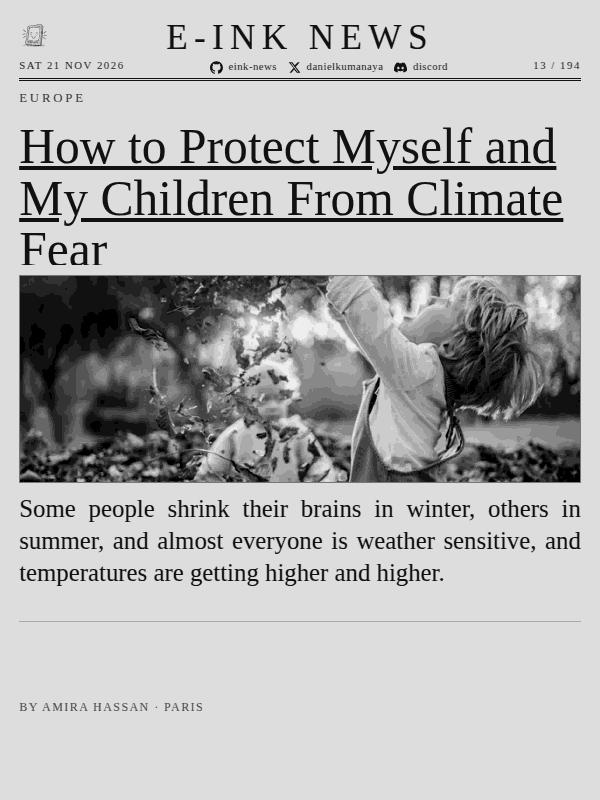 E-INK NEWS
SAT 21 NOV 2026
eink-news
danielkumanaya
discord
13 / 194
EUROPE
How to Protect Myself and
My Children From Climate
Fear
Some people shrink their brains in winter, others in
summer, and almost everyone is weather sensitive, and
temperatures are getting higher and higher.
BY AMIRA HASSAN · PARIS